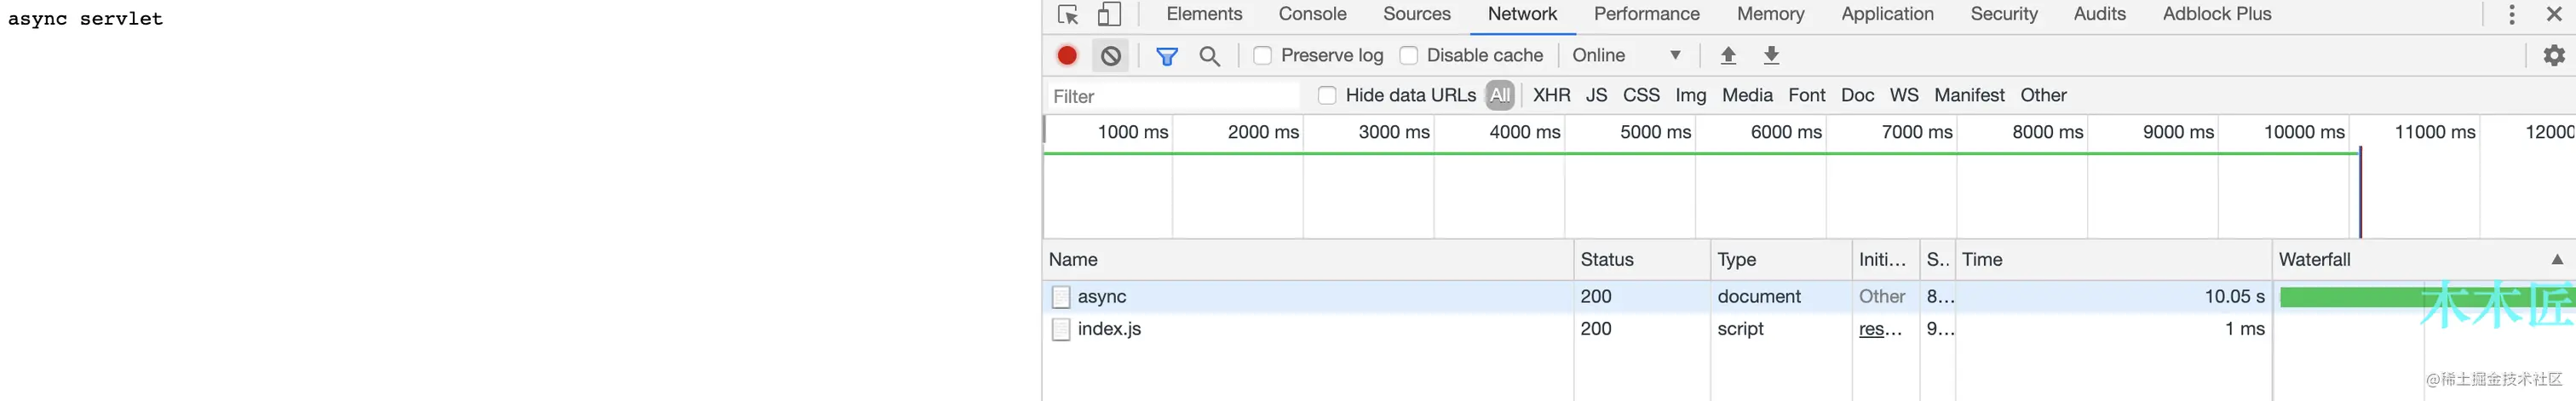 async servlet
Elements Console Sources Network Performance Memory Application Security Audits Adblock Plus
Preserve log Disable cache Online
Filter Hide data URLs All XHR JS CSS Img Media Font Doc WS Manifest Other
1000 ms 2000 ms 3000 ms 4000 ms 5000 ms 6000 ms 7000 ms 8000 ms 9000 ms 10000 ms 11000 ms 12000
Name Status Type Initi... S.. Time Waterfall
async 200 document Other 8... 10.05 s
木木匠
index.js 200 script res... 9... 1 ms
@稀土掘金技术社区